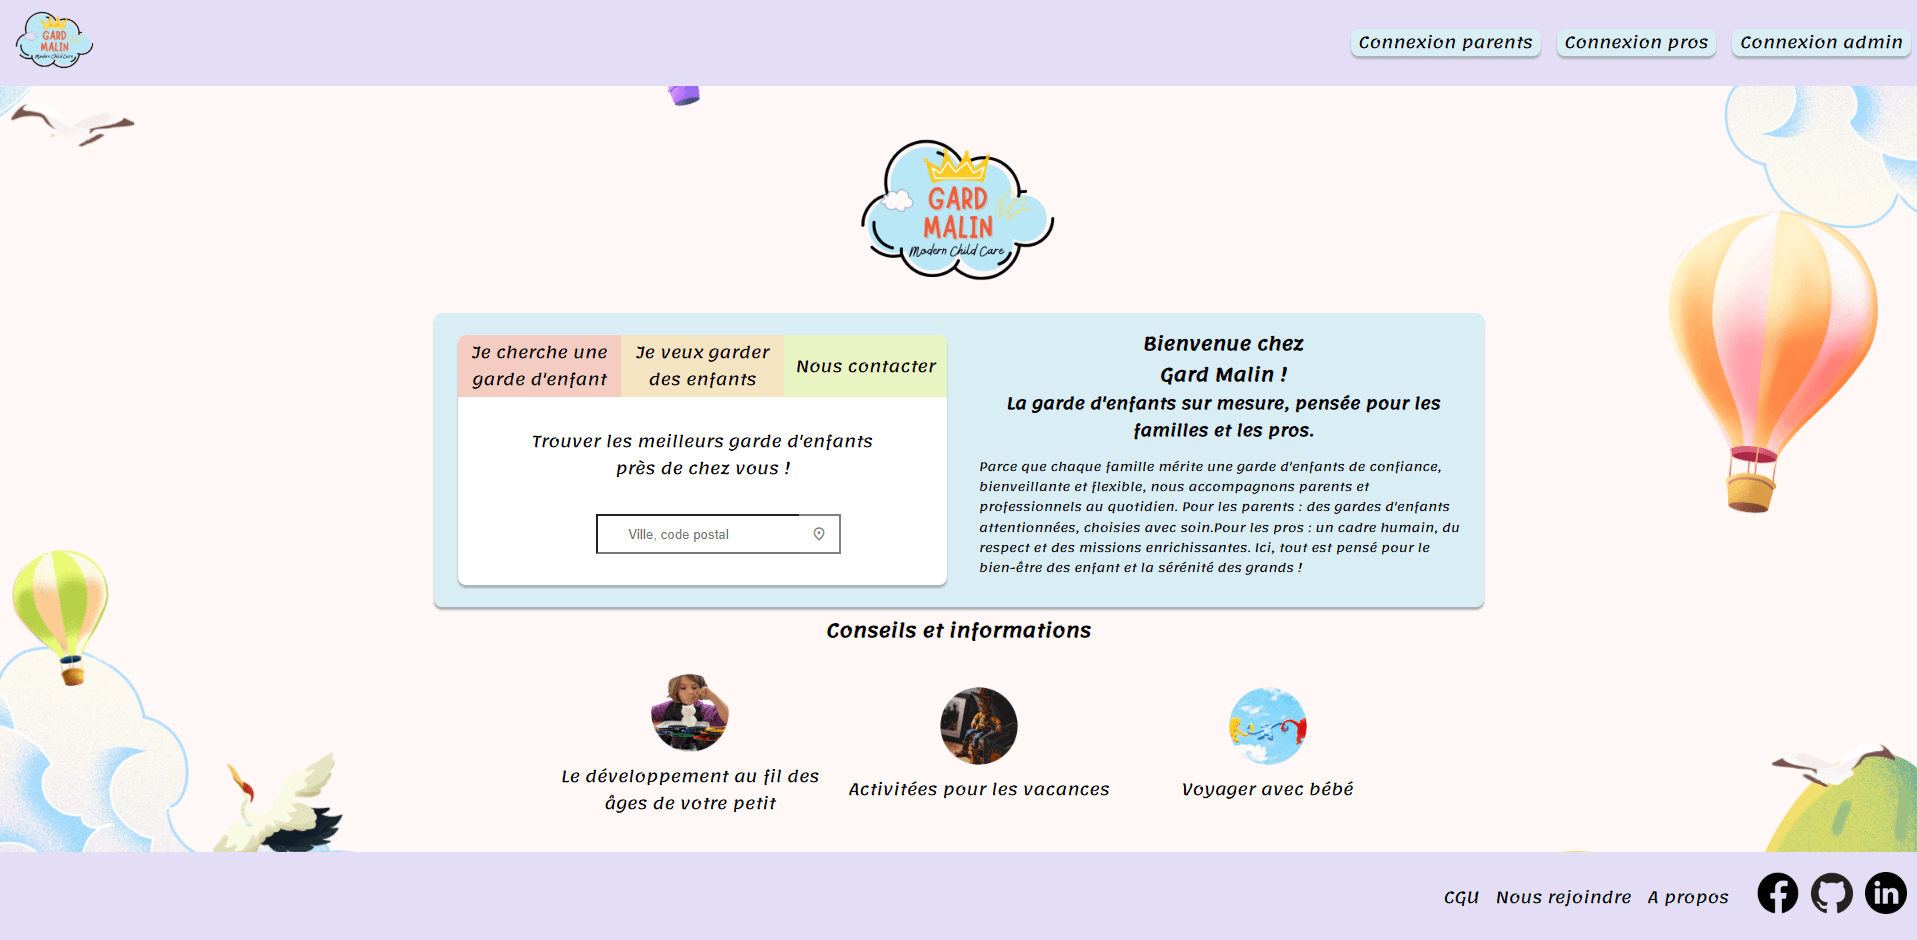 GARD
MALIN
Modern Child Care
Connexion parents
Connexion pros
Connexion admin
GARD
MALIN
Modern Child Care
Je cherche une
garde d'enfant
Je veux garder
des enfants
Nous contacter
Trouver les meilleurs garde d'enfants
près de chez vous !
Ville, code postal
Bienvenue chez
Gard Malin !
La garde d'enfants sur mesure, pensée pour les
familles et les pros.
Parce que chaque famille mérite une garde d'enfants de confiance,
bienveillante et flexible, nous accompagnons parents et
professionnels au quotidien. Pour les parents : des gardes d'enfants
attentionnées, choisies avec soin.Pour les pros : un cadre humain, du
respect et des missions enrichissantes. Ici, tout est pensé pour le
bien-être des enfant et la sérénité des grands !
Conseils et informations
Le développement au fil des
âges de votre petit
Activitées pour les vacances
Voyager avec bébé
CGU
Nous rejoindre
A propos
in